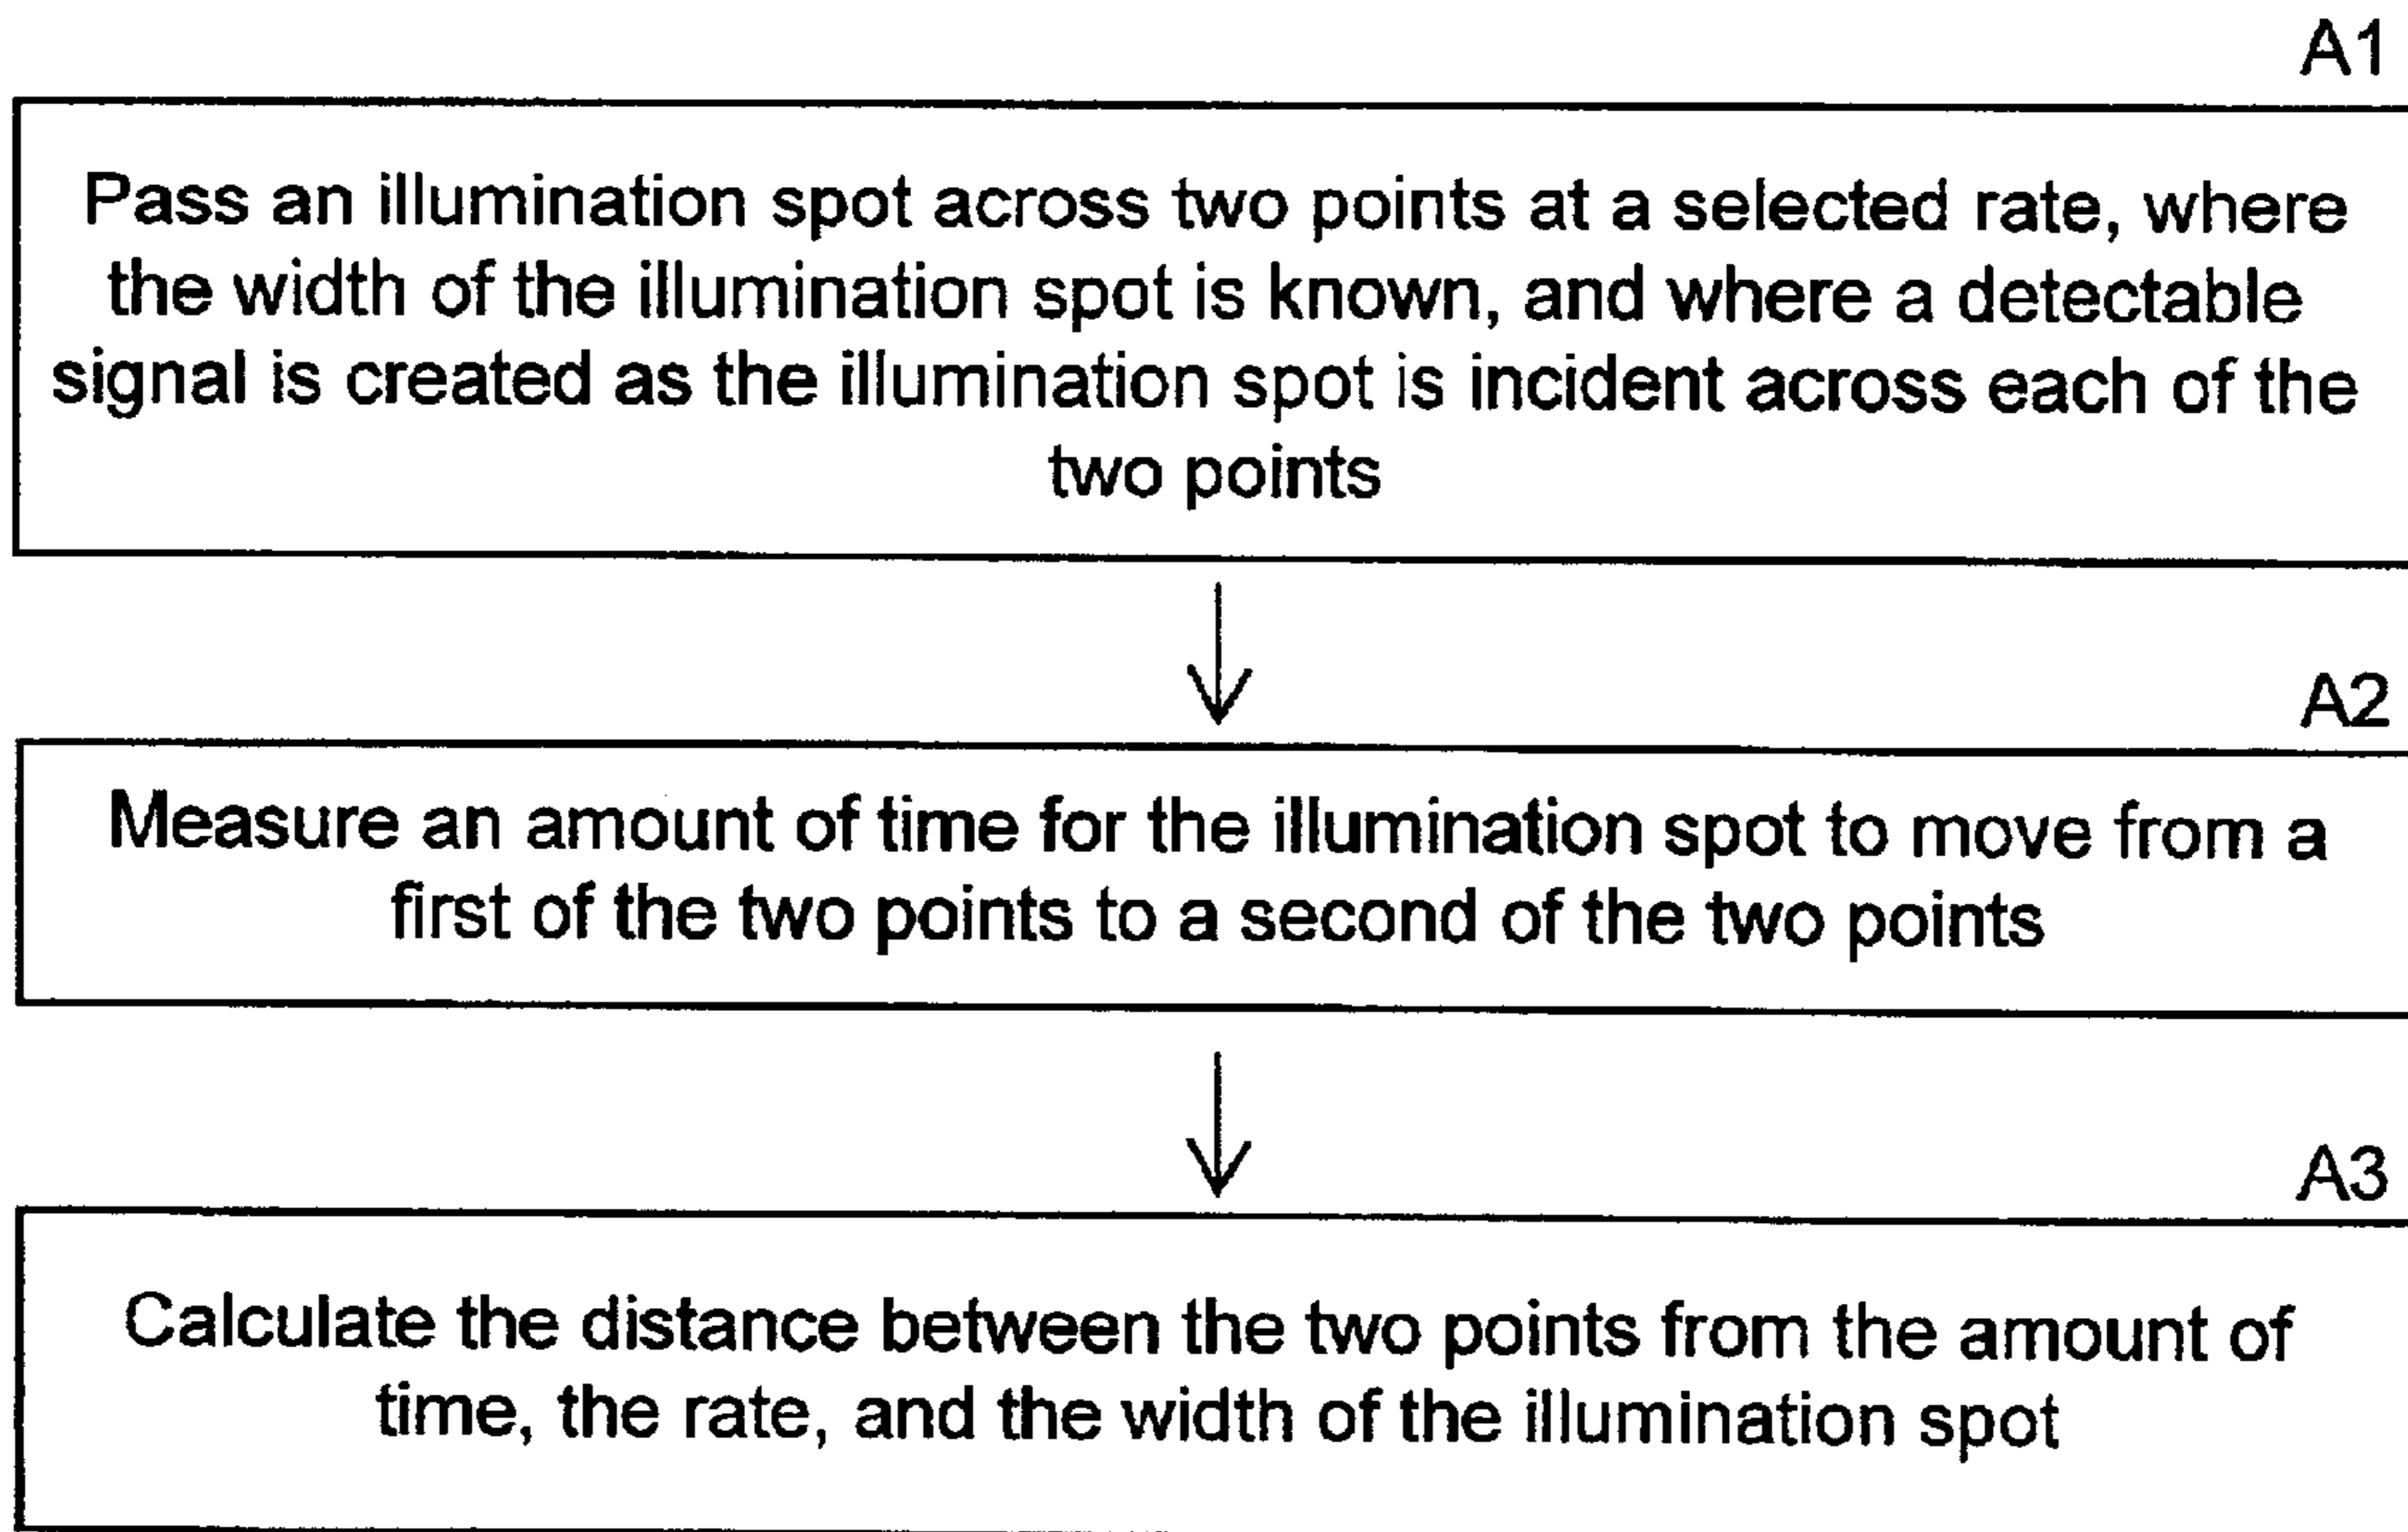 A1
Pass an illumination spot across two points at a selected rate, where
the width of the illumination spot is known, and where a detectable
signal is created as the illumination spot is incident across each of the
two points
A2
Measure an amount of time for the illumination spot to move from a
first of the two points to a second of the two points
A3
Calculate the distance between the two points from the amount of
time, the rate, and the width of the illumination spot